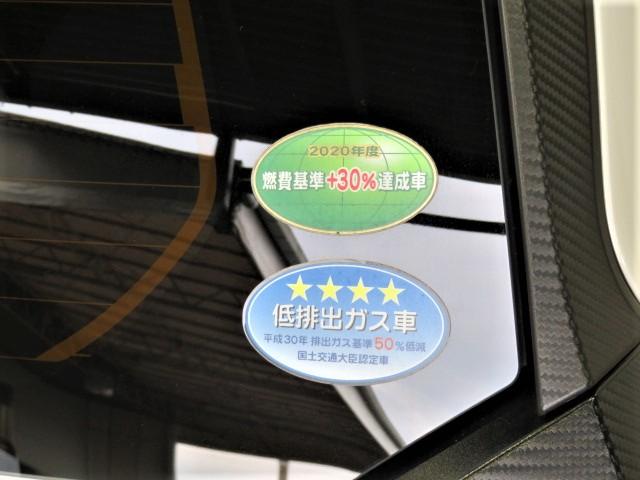 2020年度
燃費基準+30%達成車
★★★★
低排出ガス車
平成30年 排出ガス基準50%低減
国土交通大臣認定車